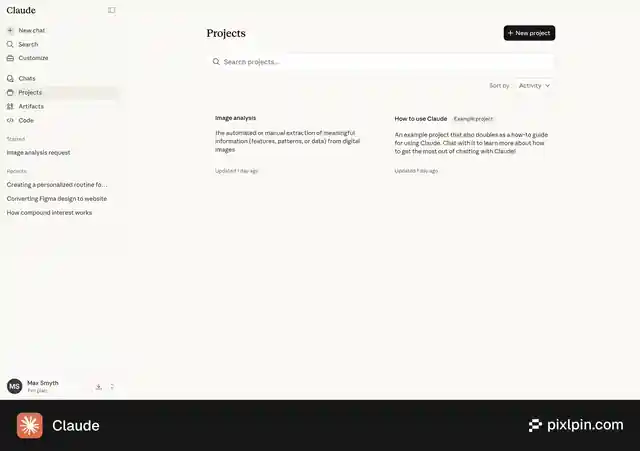 Claude
New chat
Search
Customize
Chats
Projects
Artifacts
Code
Starred
Image analysis request
Recents
Creating a personalized routine fo...
Converting Figma design to website
How compound interest works
MS
Max Smyth
Pro plan
Projects
+ New project
Search projects...
Sort by
Activity
Image analysis
the automated or manual extraction of meaningful
information (features, patterns, or data) from digital
images
Updated 1 day ago
How to use Claude
Example project
An example project that also doubles as a how-to guide
for using Claude. Chat with it to learn more about how
to get the most out of chatting with Claude!
Updated 1 day ago
Claude
pixlpin.com